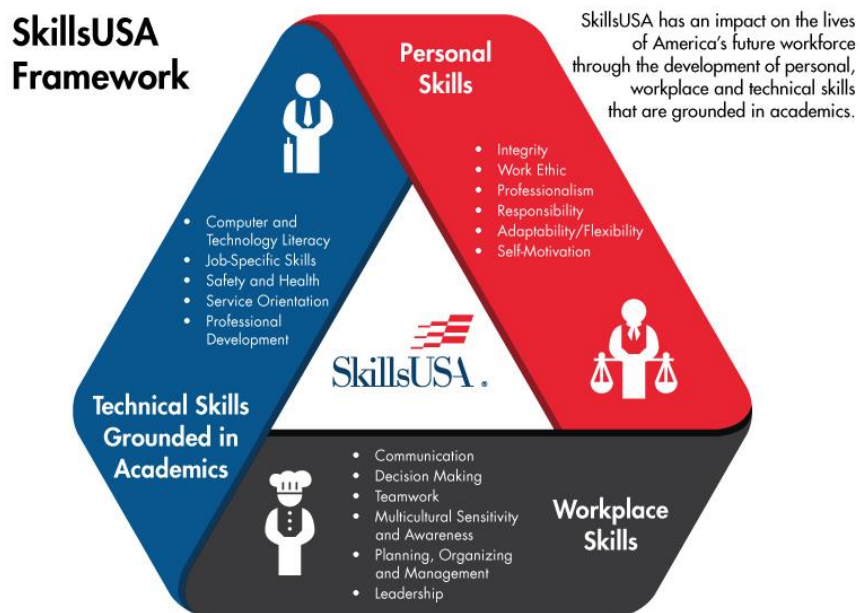 SkillsUSA
Framework
SkillsUSA has an impact on the lives
of America's future workforce
through the development of personal,
workplace and technical skills
that are grounded in academics.
Personal
Skills
• Integrity
• Work Ethic
• Professionalism
• Responsibility
• Adaptability/Flexibility
• Self-Motivation
• Computer and
Technology Literacy
• Job-Specific Skills
• Safety and Health
• Service Orientation
• Professional
Development
Technical Skills
Grounded in
Academics
SkillsUSA®
• Communication
• Decision Making
• Teamwork
• Multicultural Sensitivity
and Awareness
• Planning, Organizing
and Management
• Leadership
Workplace
Skills